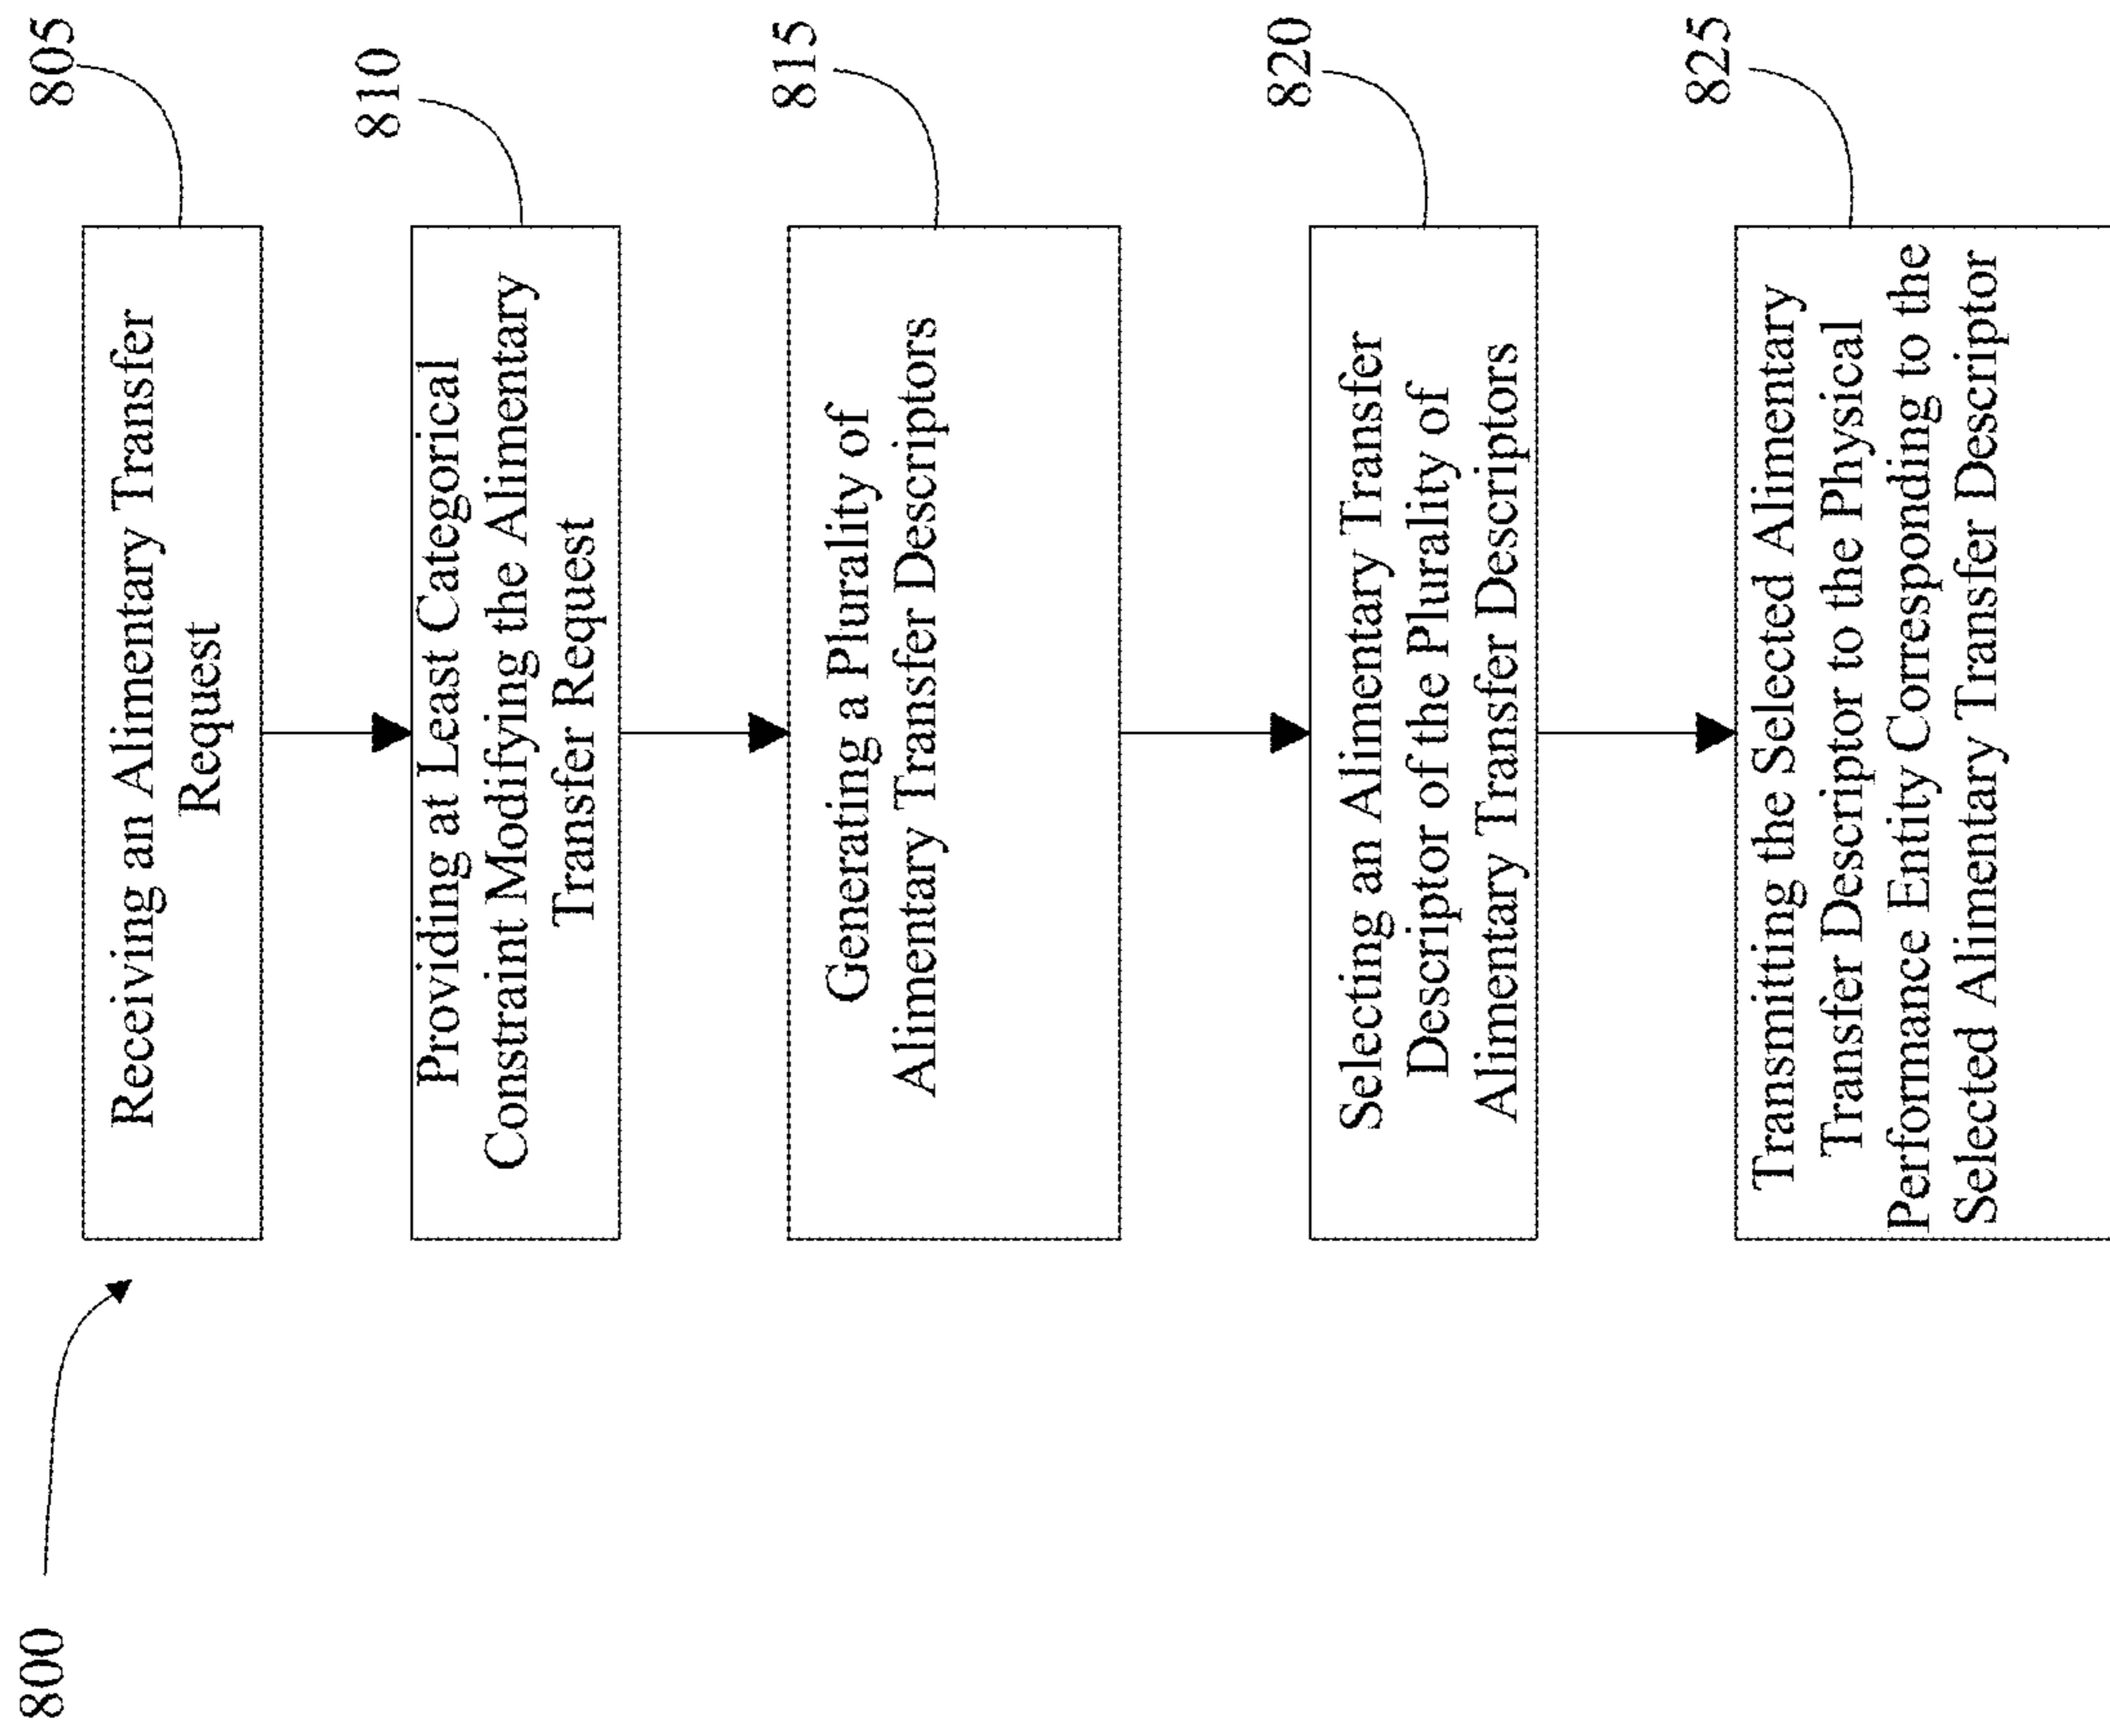 800
805
Receiving an Alimentary Transfer
Request
810
Providing at Least Categorical
Constraint Modifying the Alimentary
Transfer Request
815
Generating a Plurality of
Alimentary Transfer Descriptors
820
Selecting an Alimentary Transfer
Descriptor of the Plurality of
Alimentary Transfer Descriptors
825
Transmitting the Selected Alimentary
Transfer Descriptor to the Physical
Performance Entity Corresponding to the
Selected Alimentary Transfer Descriptor